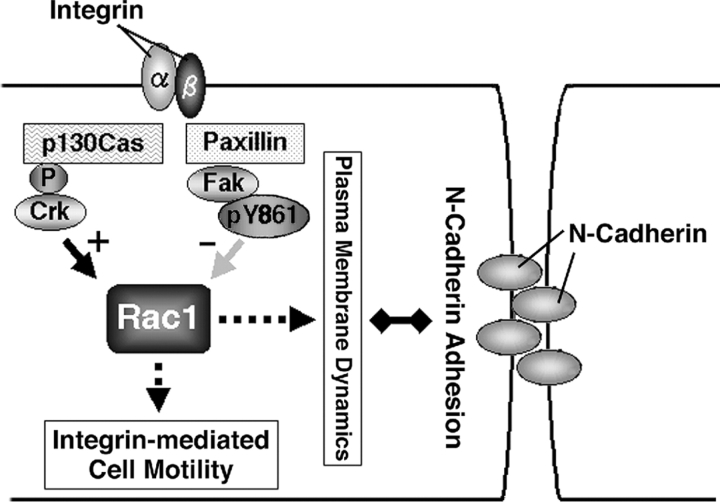 Integrin
α
β
p130Cas
Paxillin
P
Fak
Crk
pY861
+
−
Rac1
Plasma Membrane Dynamics
N-Cadherin Adhesion
N-Cadherin
Integrin-mediated
Cell Motility